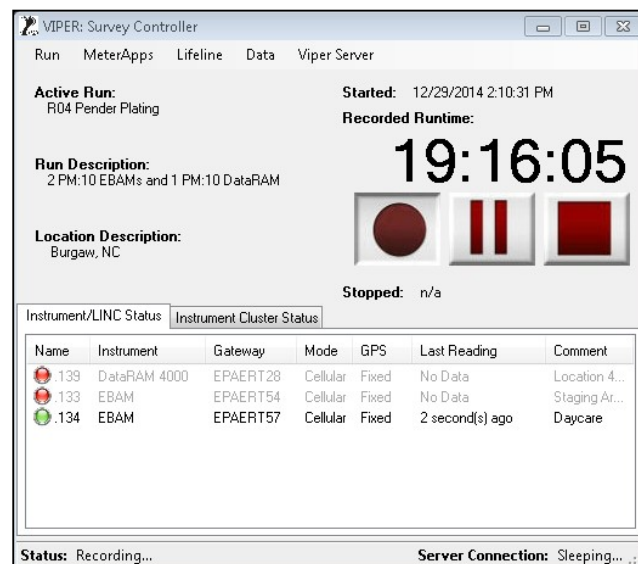 VIPER: Survey Controller
Run MeterApps Lifeline Data Viper Server
Active Run:
R04 Pender Plating
Started: 12/29/2014 2:10:31 PM
Recorded Runtime:
19:16:05
Run Description:
2 PM:10 EBAMs and 1 PM:10 DataRAM
Location Description:
Burgaw, NC
Stopped: n/a
Instrument/LINC Status Instrument Cluster Status
Name Instrument Gateway Mode GPS Last Reading Comment
.139 DataRAM 4000 EPAERT28 Cellular Fixed No Data Location 4...
.133 EBAM EPAERT54 Cellular Fixed No Data Staging Ar...
.134 EBAM EPAERT57 Cellular Fixed 2 second(s) ago Daycare
Status: Recording... Server Connection: Sleeping...